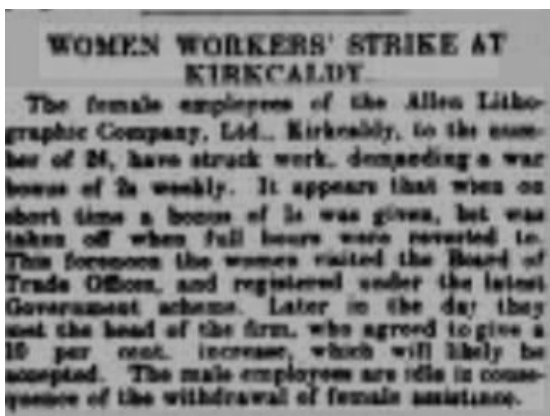 WOMEN WORKERS' STRIKE AT
KIRKCALDY.
The female employees of the Allen Litho-
graphic Company, Ltd., Kirkcaldy, to the num-
ber of, have struck work, demanding a war
bonus of 2s weekly. It appears that when on
short time a bonus of 1s was given, but was
taken off when full hours were reverted to.
This forenoon the women visited the Board of
Trade Offices, and registered under the latest
Government scheme. Later in the day they
met the head of the firm, who agreed to give a
10 per cent. increase, which will likely be
accepted. The male employees are idle in conse-
quence of the withdrawal of female assistance.